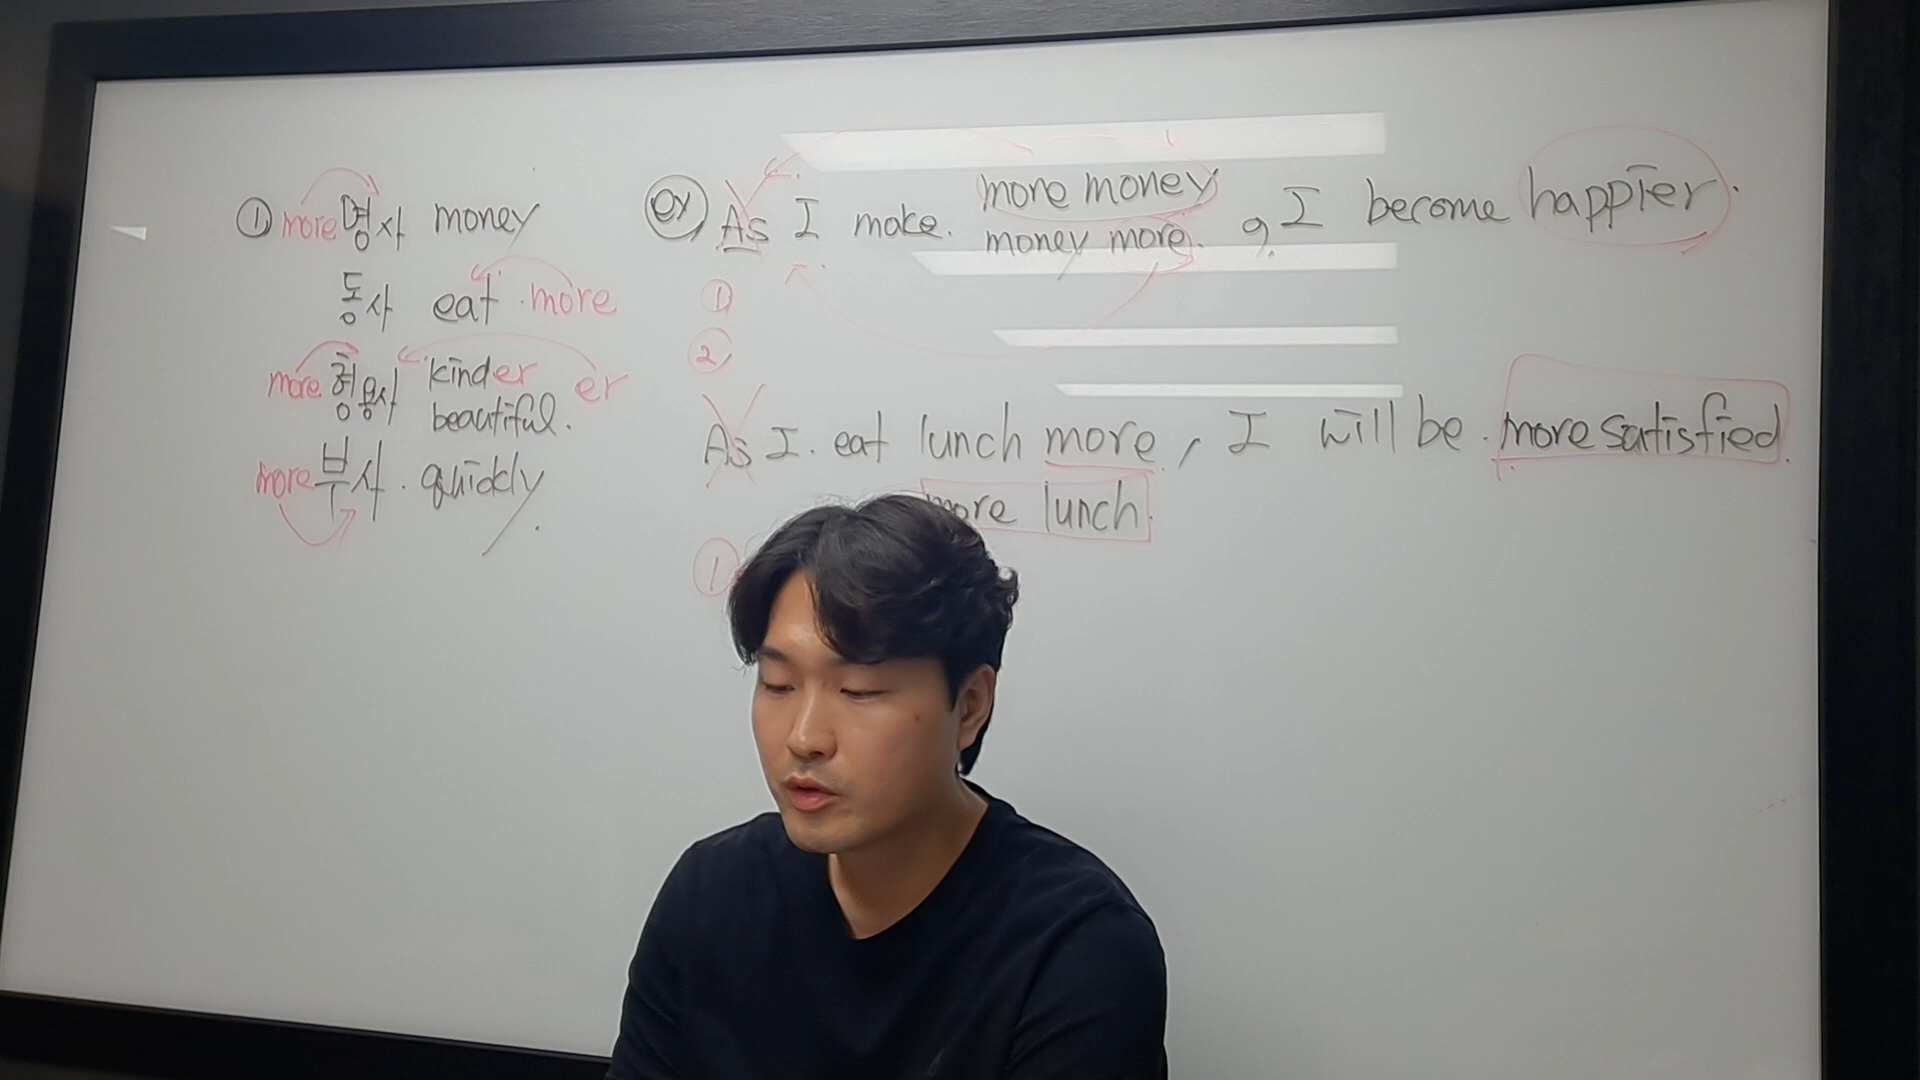 ① more 명사 money
동사 eat more
more 형용사 kinder er
beautiful.
more 부사. quickly
ex) As I make. more money , I become happier.
money more.
①
②
As I. eat lunch more, I will be. more satisfied.
more lunch.
①